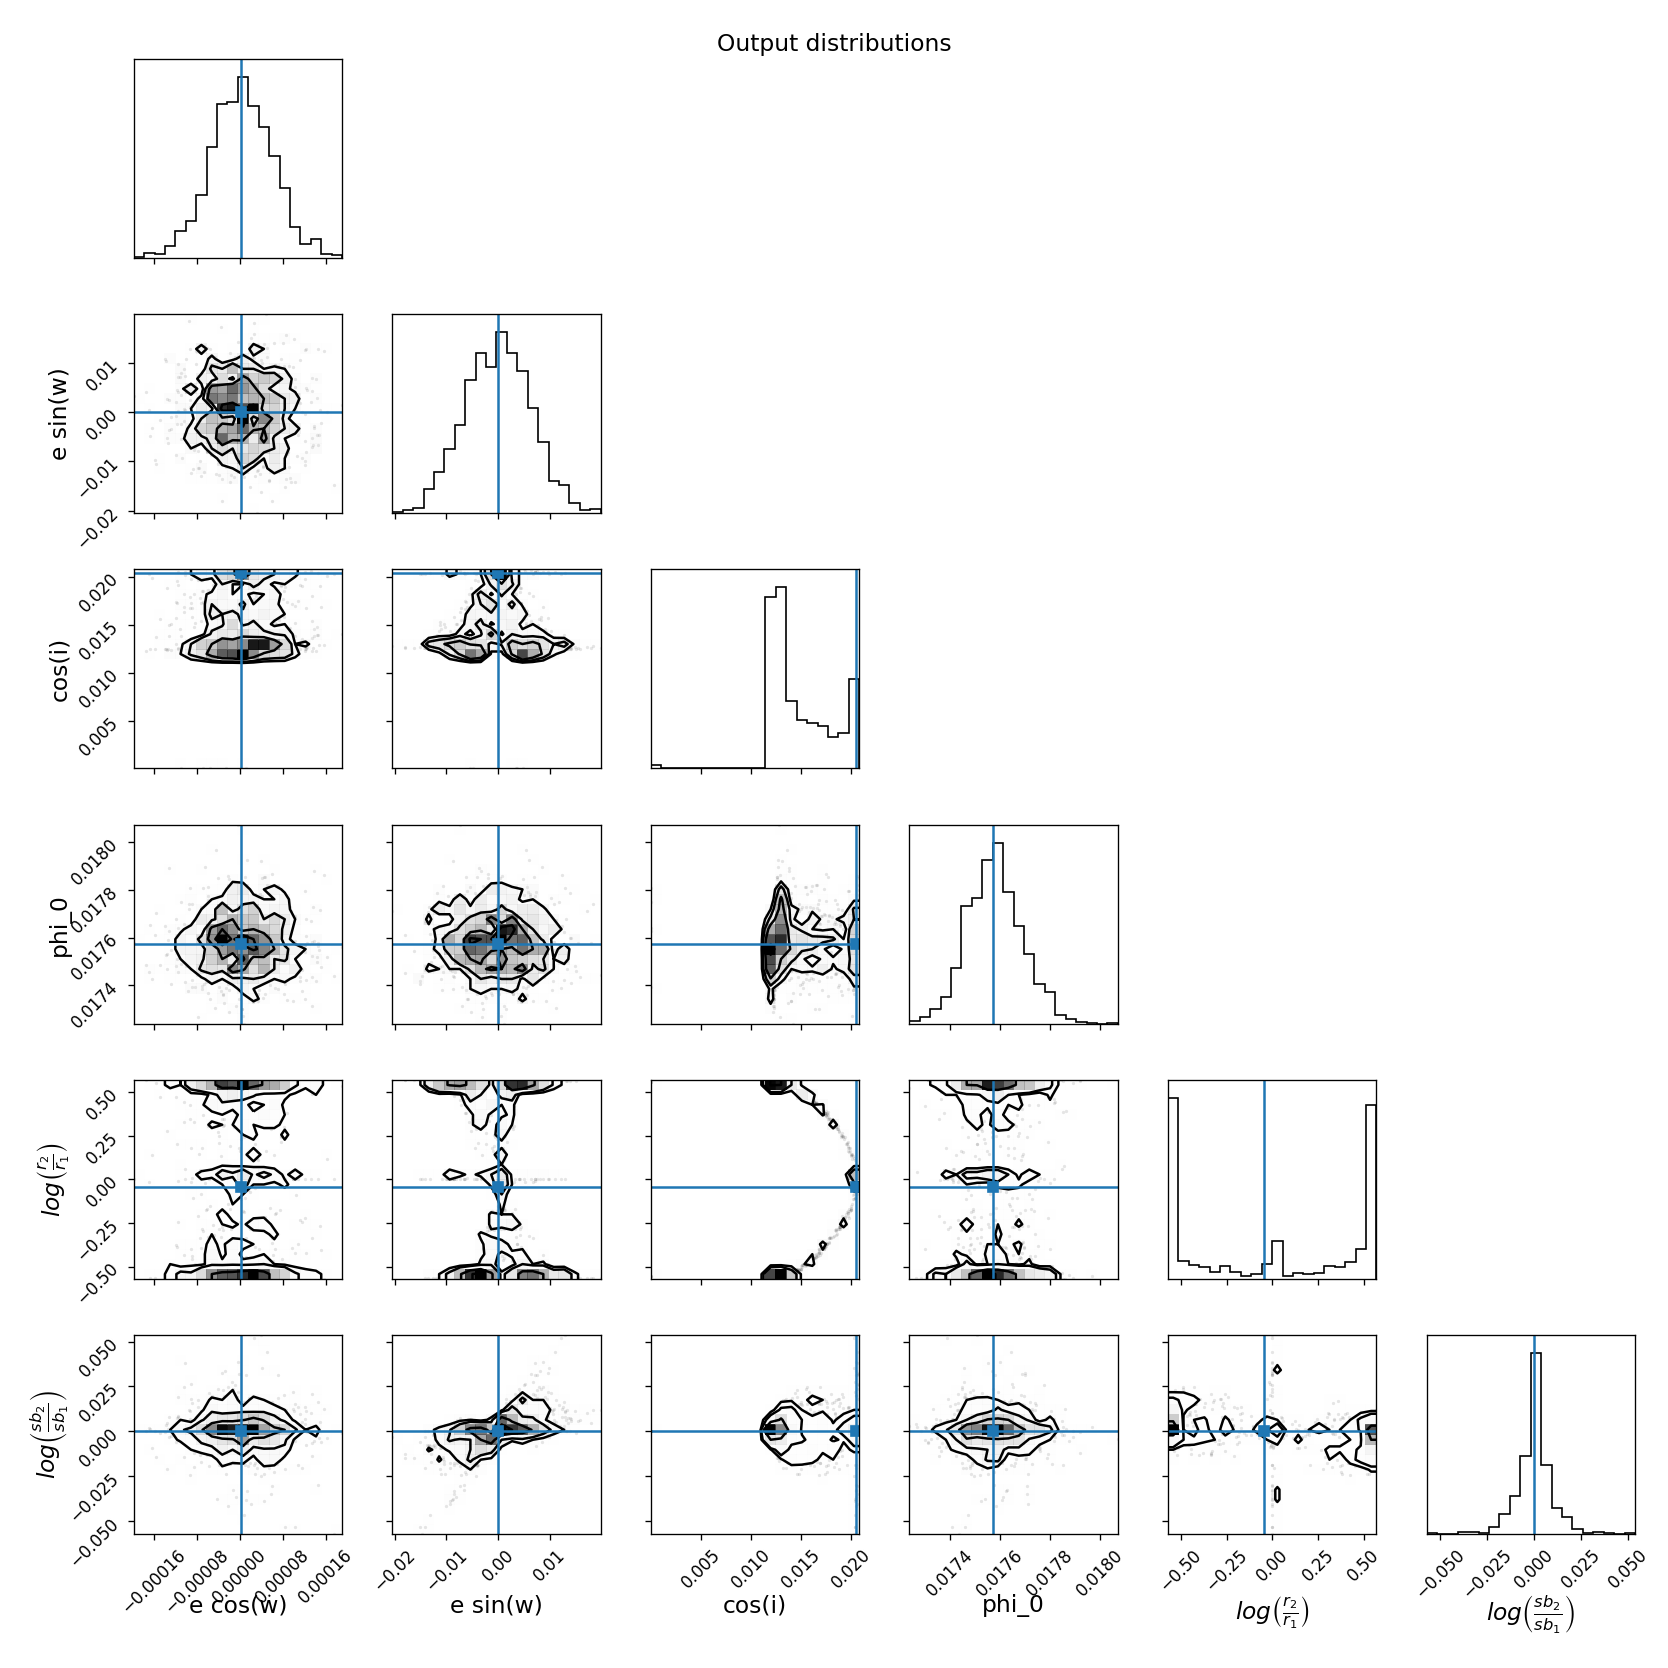 Output distributions
e sin(w)
0.01
0.00
−0.01
−0.02
cos(i)
0.020
0.015
0.010
0.005
phi_0
0.0180
0.0178
0.0176
0.0174
log(r₂/r₁)
0.50
0.25
0.00
−0.25
−0.50
log(sb₂/sb₁)
0.050
0.025
0.000
−0.025
−0.050
−0.00016 −0.00008 0.00000 0.00008 0.00016 −0.02 −0.01 0.00 0.01 0.005 0.010 0.015 0.020 0.0174 0.0176 0.0178 0.0180 −0.50 −0.25 0.00 0.25 0.50 −0.050 −0.025 0.000 0.025 0.050
e cos(w) e sin(w) cos(i) phi_0 log(r₂/r₁) log(sb₂/sb₁)